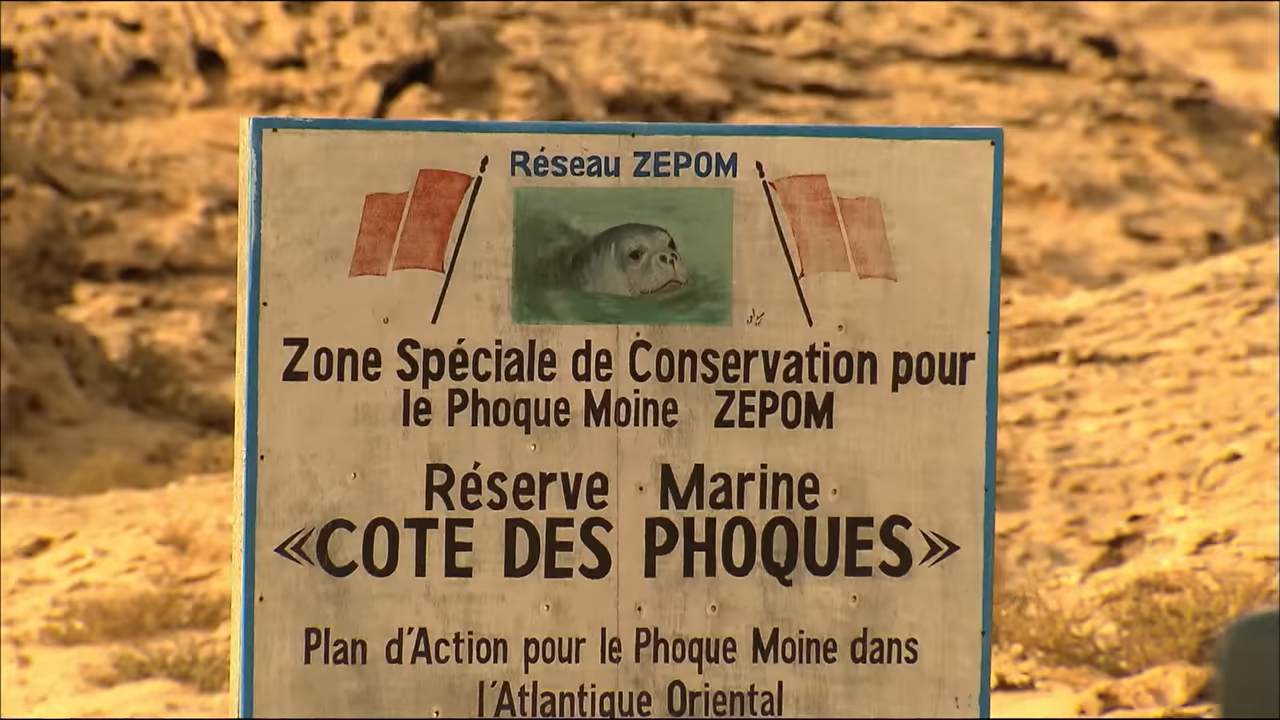 Réseau ZEPOM
Zone Spéciale de Conservation pour
le Phoque Moine ZEPOM
Réserve Marine
«COTE DES PHOQUES»
Plan d'Action pour le Phoque Moine dans
l'Atlantique Oriental